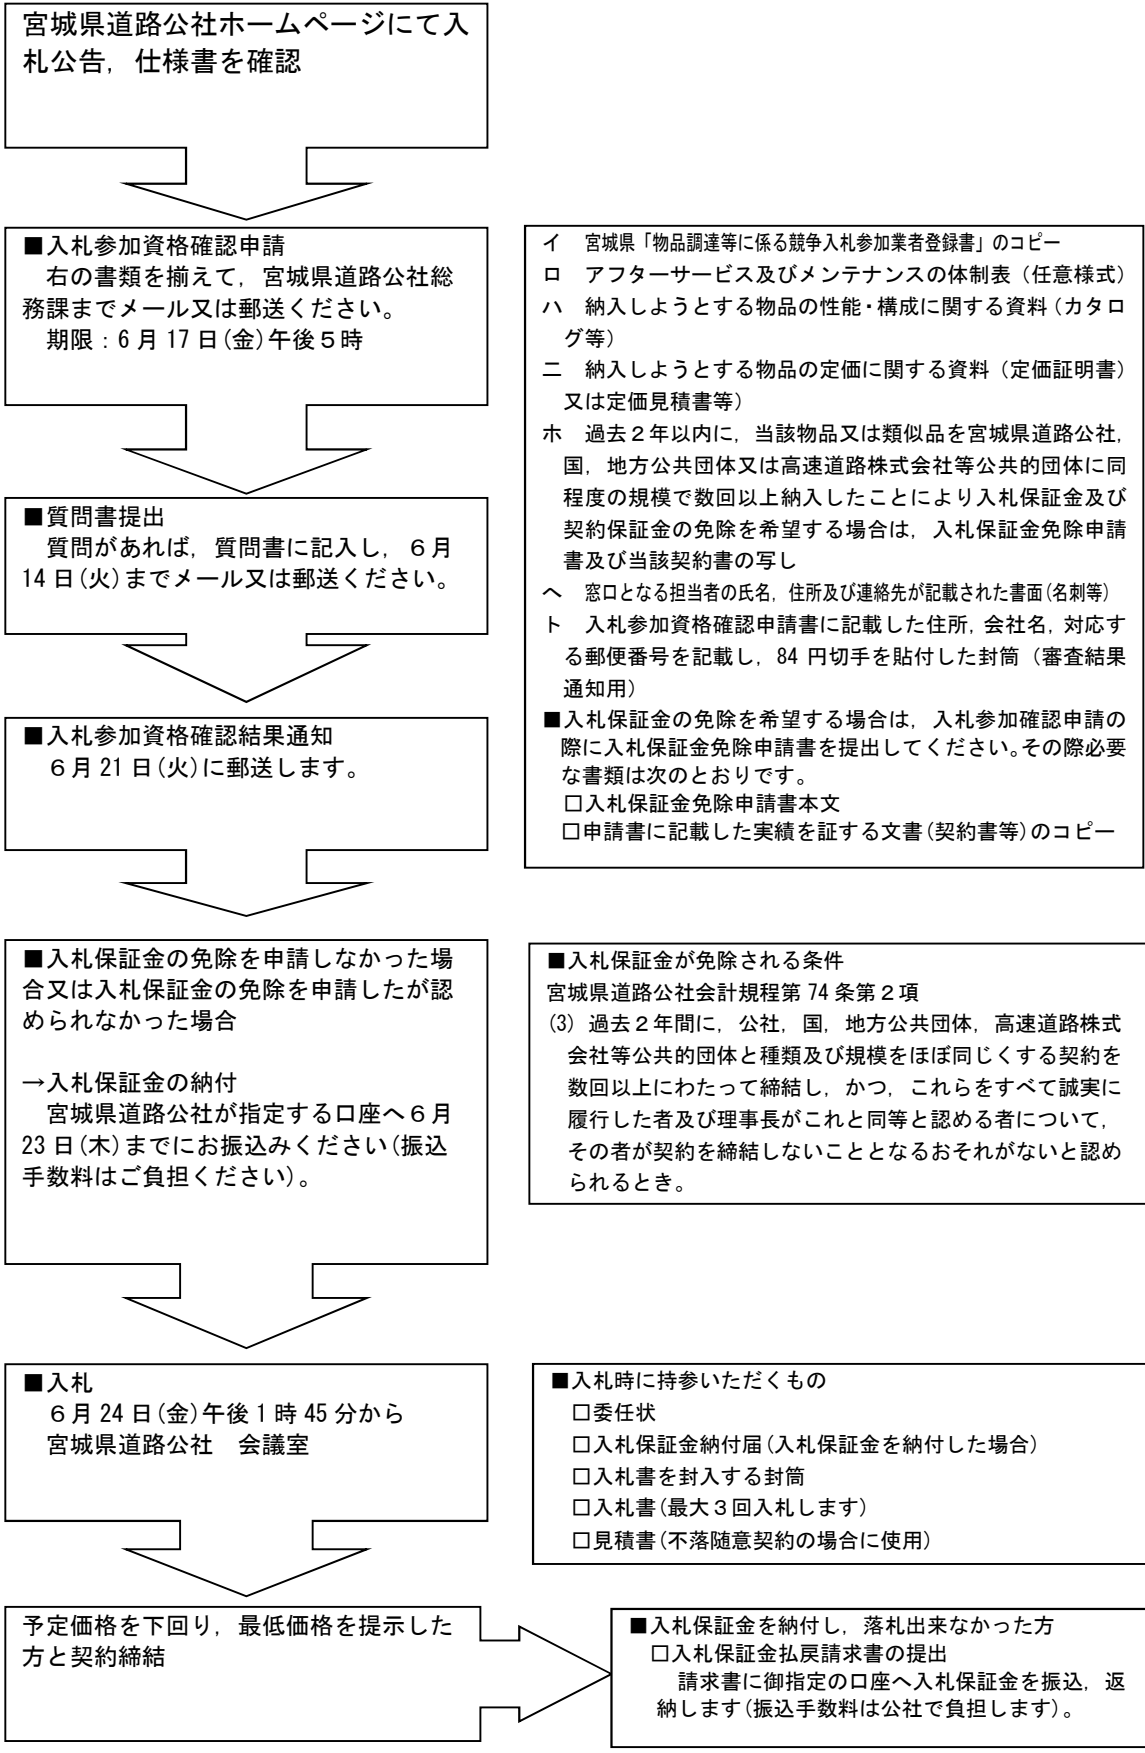 宮城県道路公社ホームページにて入
札公告，仕様書を確認
■入札参加資格確認申請
右の書類を揃えて，宮城県道路公社総
務課までメール又は郵送ください。
期限：6月17日(金)午後５時
イ　宮城県「物品調達等に係る競争入札参加業者登録書」のコピー
ロ　アフターサービス及びメンテナンスの体制表（任意様式）
ハ　納入しようとする物品の性能・構成に関する資料（カタロ
グ等）
ニ　納入しようとする物品の定価に関する資料（定価証明書）
又は定価見積書等）
ホ　過去２年以内に，当該物品又は類似品を宮城県道路公社，
国，地方公共団体又は高速道路株式会社等公共的団体に同
程度の規模で数回以上納入したことにより入札保証金及び
契約保証金の免除を希望する場合は，入札保証金免除申請
書及び当該契約書の写し
ヘ　窓口となる担当者の氏名，住所及び連絡先が記載された書面(名刺等)
ト　入札参加資格確認申請書に記載した住所，会社名，対応す
る郵便番号を記載し，84円切手を貼付した封筒（審査結果
通知用）
■入札保証金の免除を希望する場合は，入札参加確認申請の
際に入札保証金免除申請書を提出してください。その際必要
な書類は次のとおりです。
□入札保証金免除申請書本文
□申請書に記載した実績を証する文書(契約書等)のコピー
■質問書提出
質問があれば，質問書に記入し，６月
14日(火)までメール又は郵送ください。
■入札参加資格確認結果通知
６月21日(火)に郵送します。
■入札保証金の免除を申請しなかった場
合又は入札保証金の免除を申請したが認
められなかった場合
→入札保証金の納付
宮城県道路公社が指定する口座へ６月
23日(木)までにお振込みください(振込
手数料はご負担ください)。
■入札保証金が免除される条件
宮城県道路公社会計規程第74条第２項
(3) 過去２年間に，公社，国，地方公共団体，高速道路株式
会社等公共的団体と種類及び規模をほぼ同じくする契約を
数回以上にわたって締結し，かつ，これらをすべて誠実に
履行した者及び理事長がこれと同等と認める者について，
その者が契約を締結しないこととなるおそれがないと認め
られるとき。
■入札
６月24日(金)午後1時45分から
宮城県道路公社　会議室
■入札時に持参いただくもの
□委任状
□入札保証金納付届(入札保証金を納付した場合)
□入札書を封入する封筒
□入札書(最大３回入札します)
□見積書(不落随意契約の場合に使用)
予定価格を下回り，最低価格を提示した
方と契約締結
■入札保証金を納付し，落札出来なかった方
□入札保証金払戻請求書の提出
請求書に御指定の口座へ入札保証金を振込，返
納します(振込手数料は公社で負担します)。